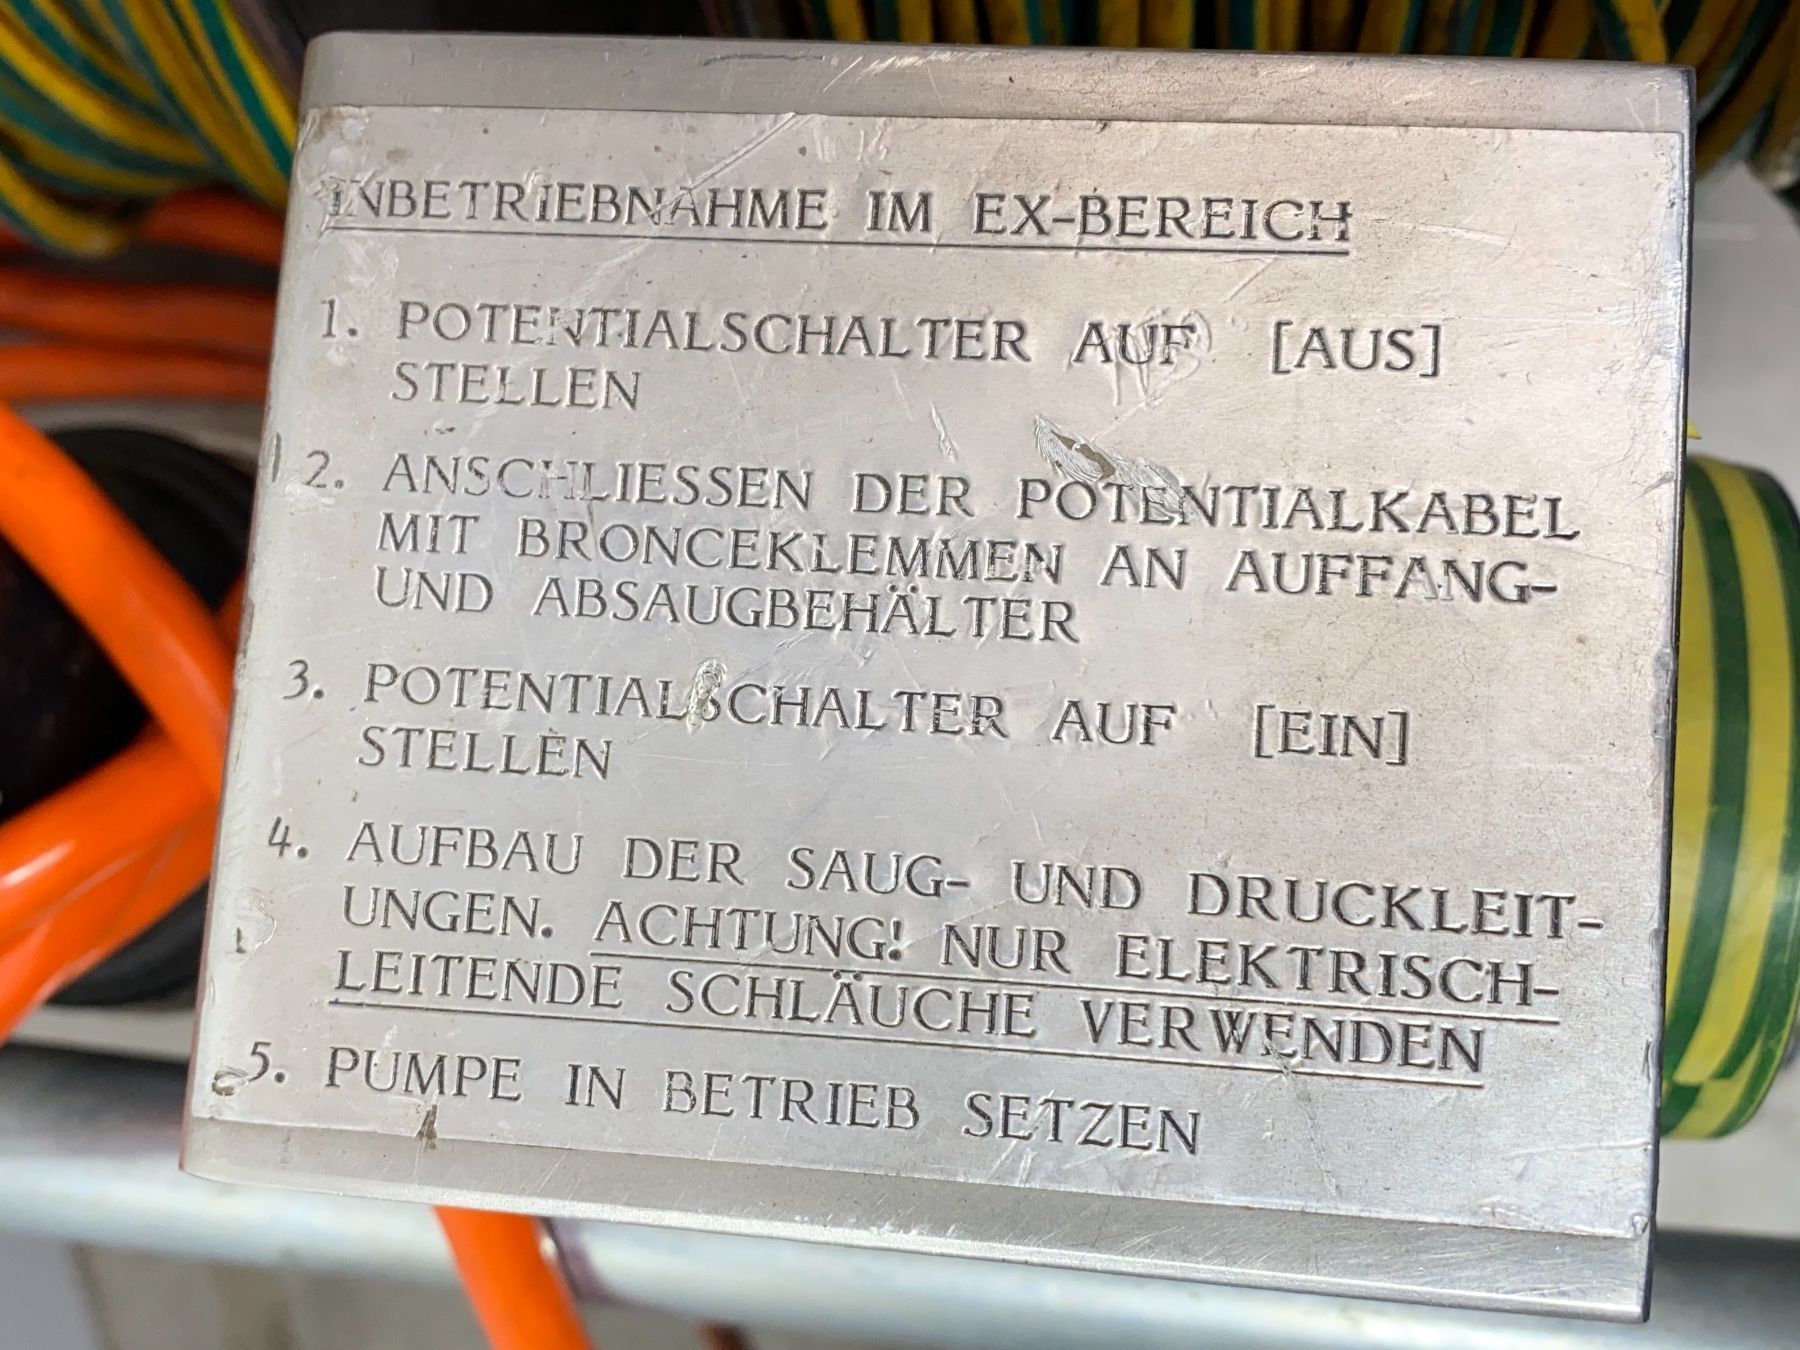 INBETRIEBNAHME IM EX-BEREICH
1. POTENTIALSCHALTER AUF [AUS]
STELLEN
2. ANSCHLIESSEN DER POTENTIALKABEL
MIT BRONCEKLEMMEN AN AUFFANG-
UND ABSAUGBEHÄLTER
3. POTENTIALSCHALTER AUF [EIN]
STELLEN
4. AUFBAU DER SAUG- UND DRUCKLEIT-
UNGEN. ACHTUNG! NUR ELEKTRISCH-
LEITENDE SCHLÄUCHE VERWENDEN
5. PUMPE IN BETRIEB SETZEN